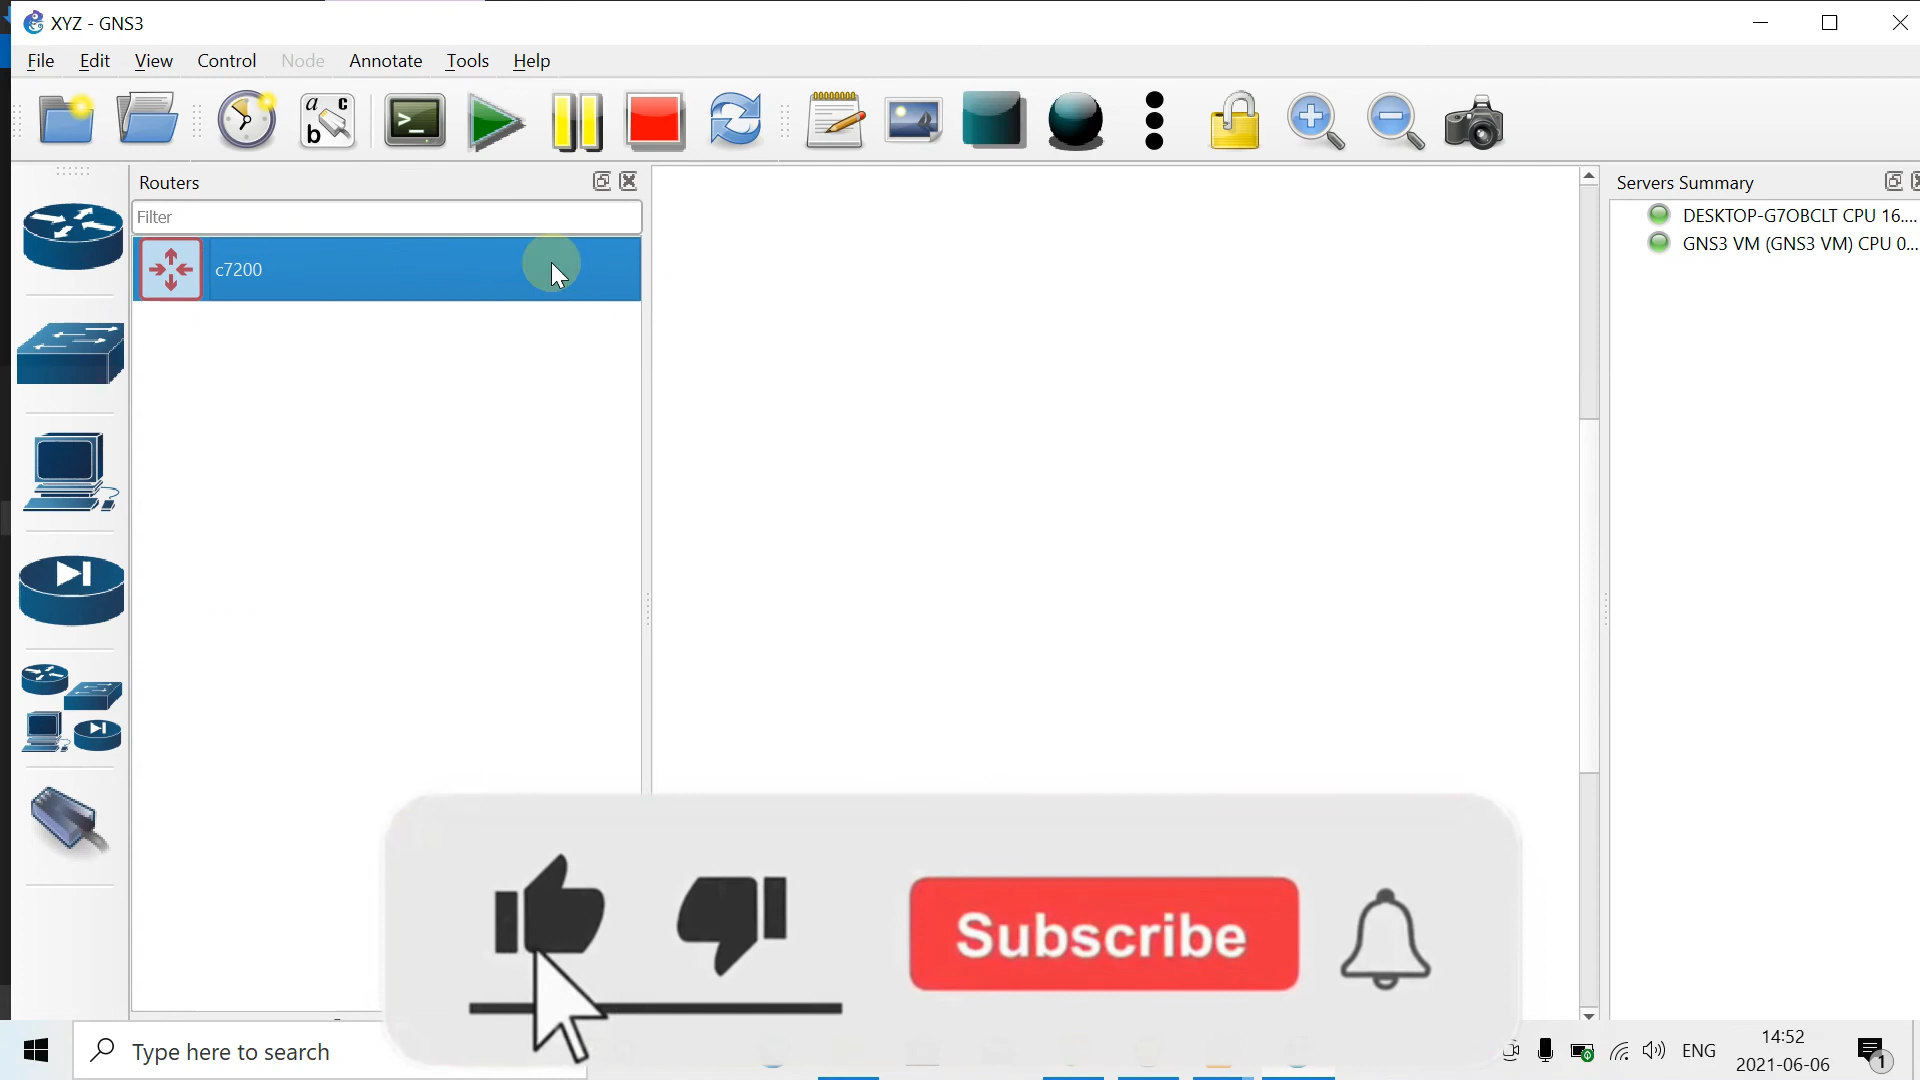 XYZ - GNS3
File Edit View Control Node Annotate Tools Help
a c
b
>_
Routers
Filter
c7200
Servers Summary
DESKTOP-G7OBCLT CPU 16....
GNS3 VM (GNS3 VM) CPU 0...
Subscribe
Type here to search
ENG
14:52
2021-06-06
1